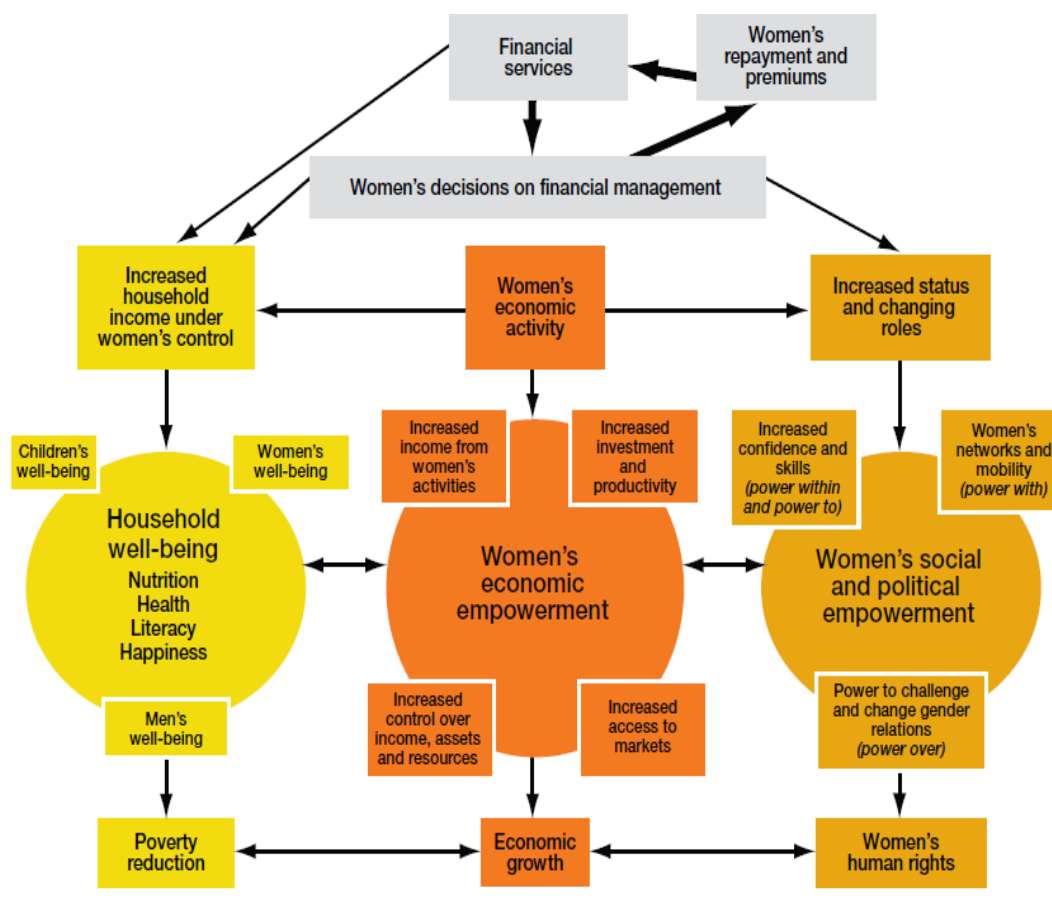 Financial
services
Women's
repayment and
premiums
Women's decisions on financial management
Increased
household
income under
women's control
Women's
economic
activity
Increased status
and changing
roles
Children's
well-being
Women's
well-being
Household
well-being
Nutrition
Health
Literacy
Happiness
Men's
well-being
Increased
income from
women's
activities
Increased
investment
and
productivity
Women's
economic
empowerment
Increased
control over
income, assets
and resources
Increased
access to
markets
Increased
confidence and
skills
(power within
and power to)
Women's
networks and
mobility
(power with)
Women's social
and political
empowerment
Power to challenge
and change gender
relations
(power over)
Poverty
reduction
Economic
growth
Women's
human rights